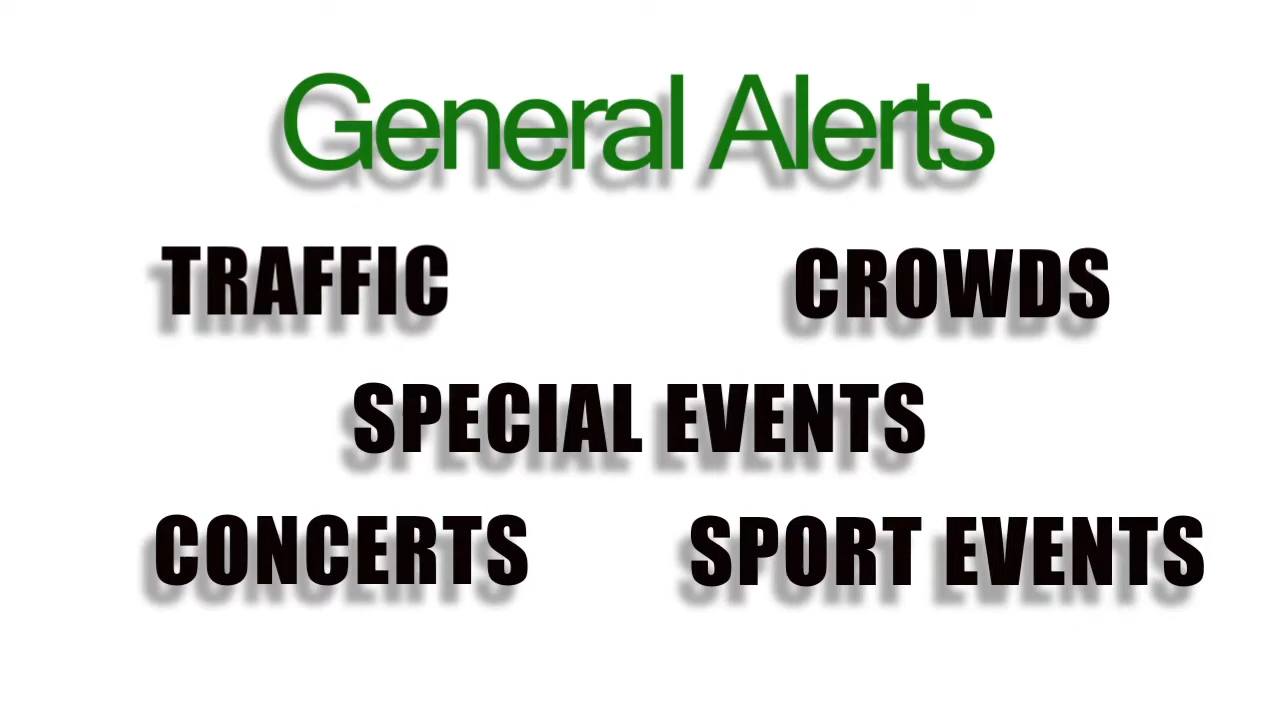 General Alerts
TRAFFIC
CROWDS
SPECIAL EVENTS
CONCERTS
SPORT EVENTS